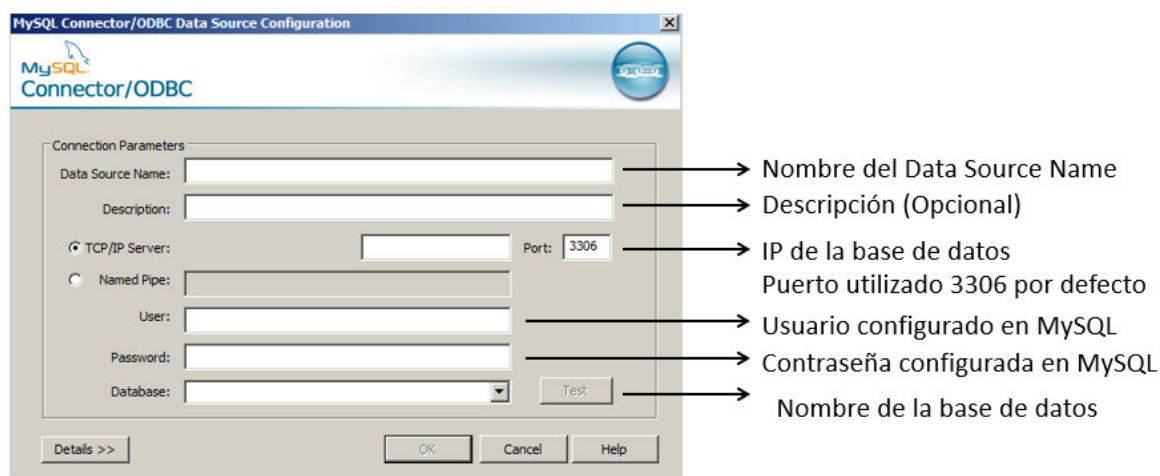 MySQL Connector/ODBC Data Source Configuration
MySQL
Connector/ODBC
Connection Parameters
Data Source Name:
Nombre del Data Source Name
Description:
Descripción (Opcional)
TCP/IP Server:
Port: 3306
IP de la base de datos
Puerto utilizado 3306 por defecto
Named Pipe:
User:
Usuario configurado en MySQL
Password:
Contraseña configurada en MySQL
Database:
Test
Nombre de la base de datos
Details >>
OK
Cancel
Help